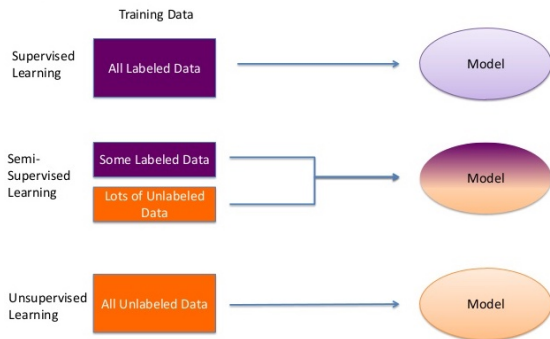 Training Data
Supervised
Learning
All Labeled Data
Model
Semi-
Supervised
Learning
Some Labeled Data
Lots of Unlabeled
Data
Model
Unsupervised
Learning
All Unlabeled Data
Model